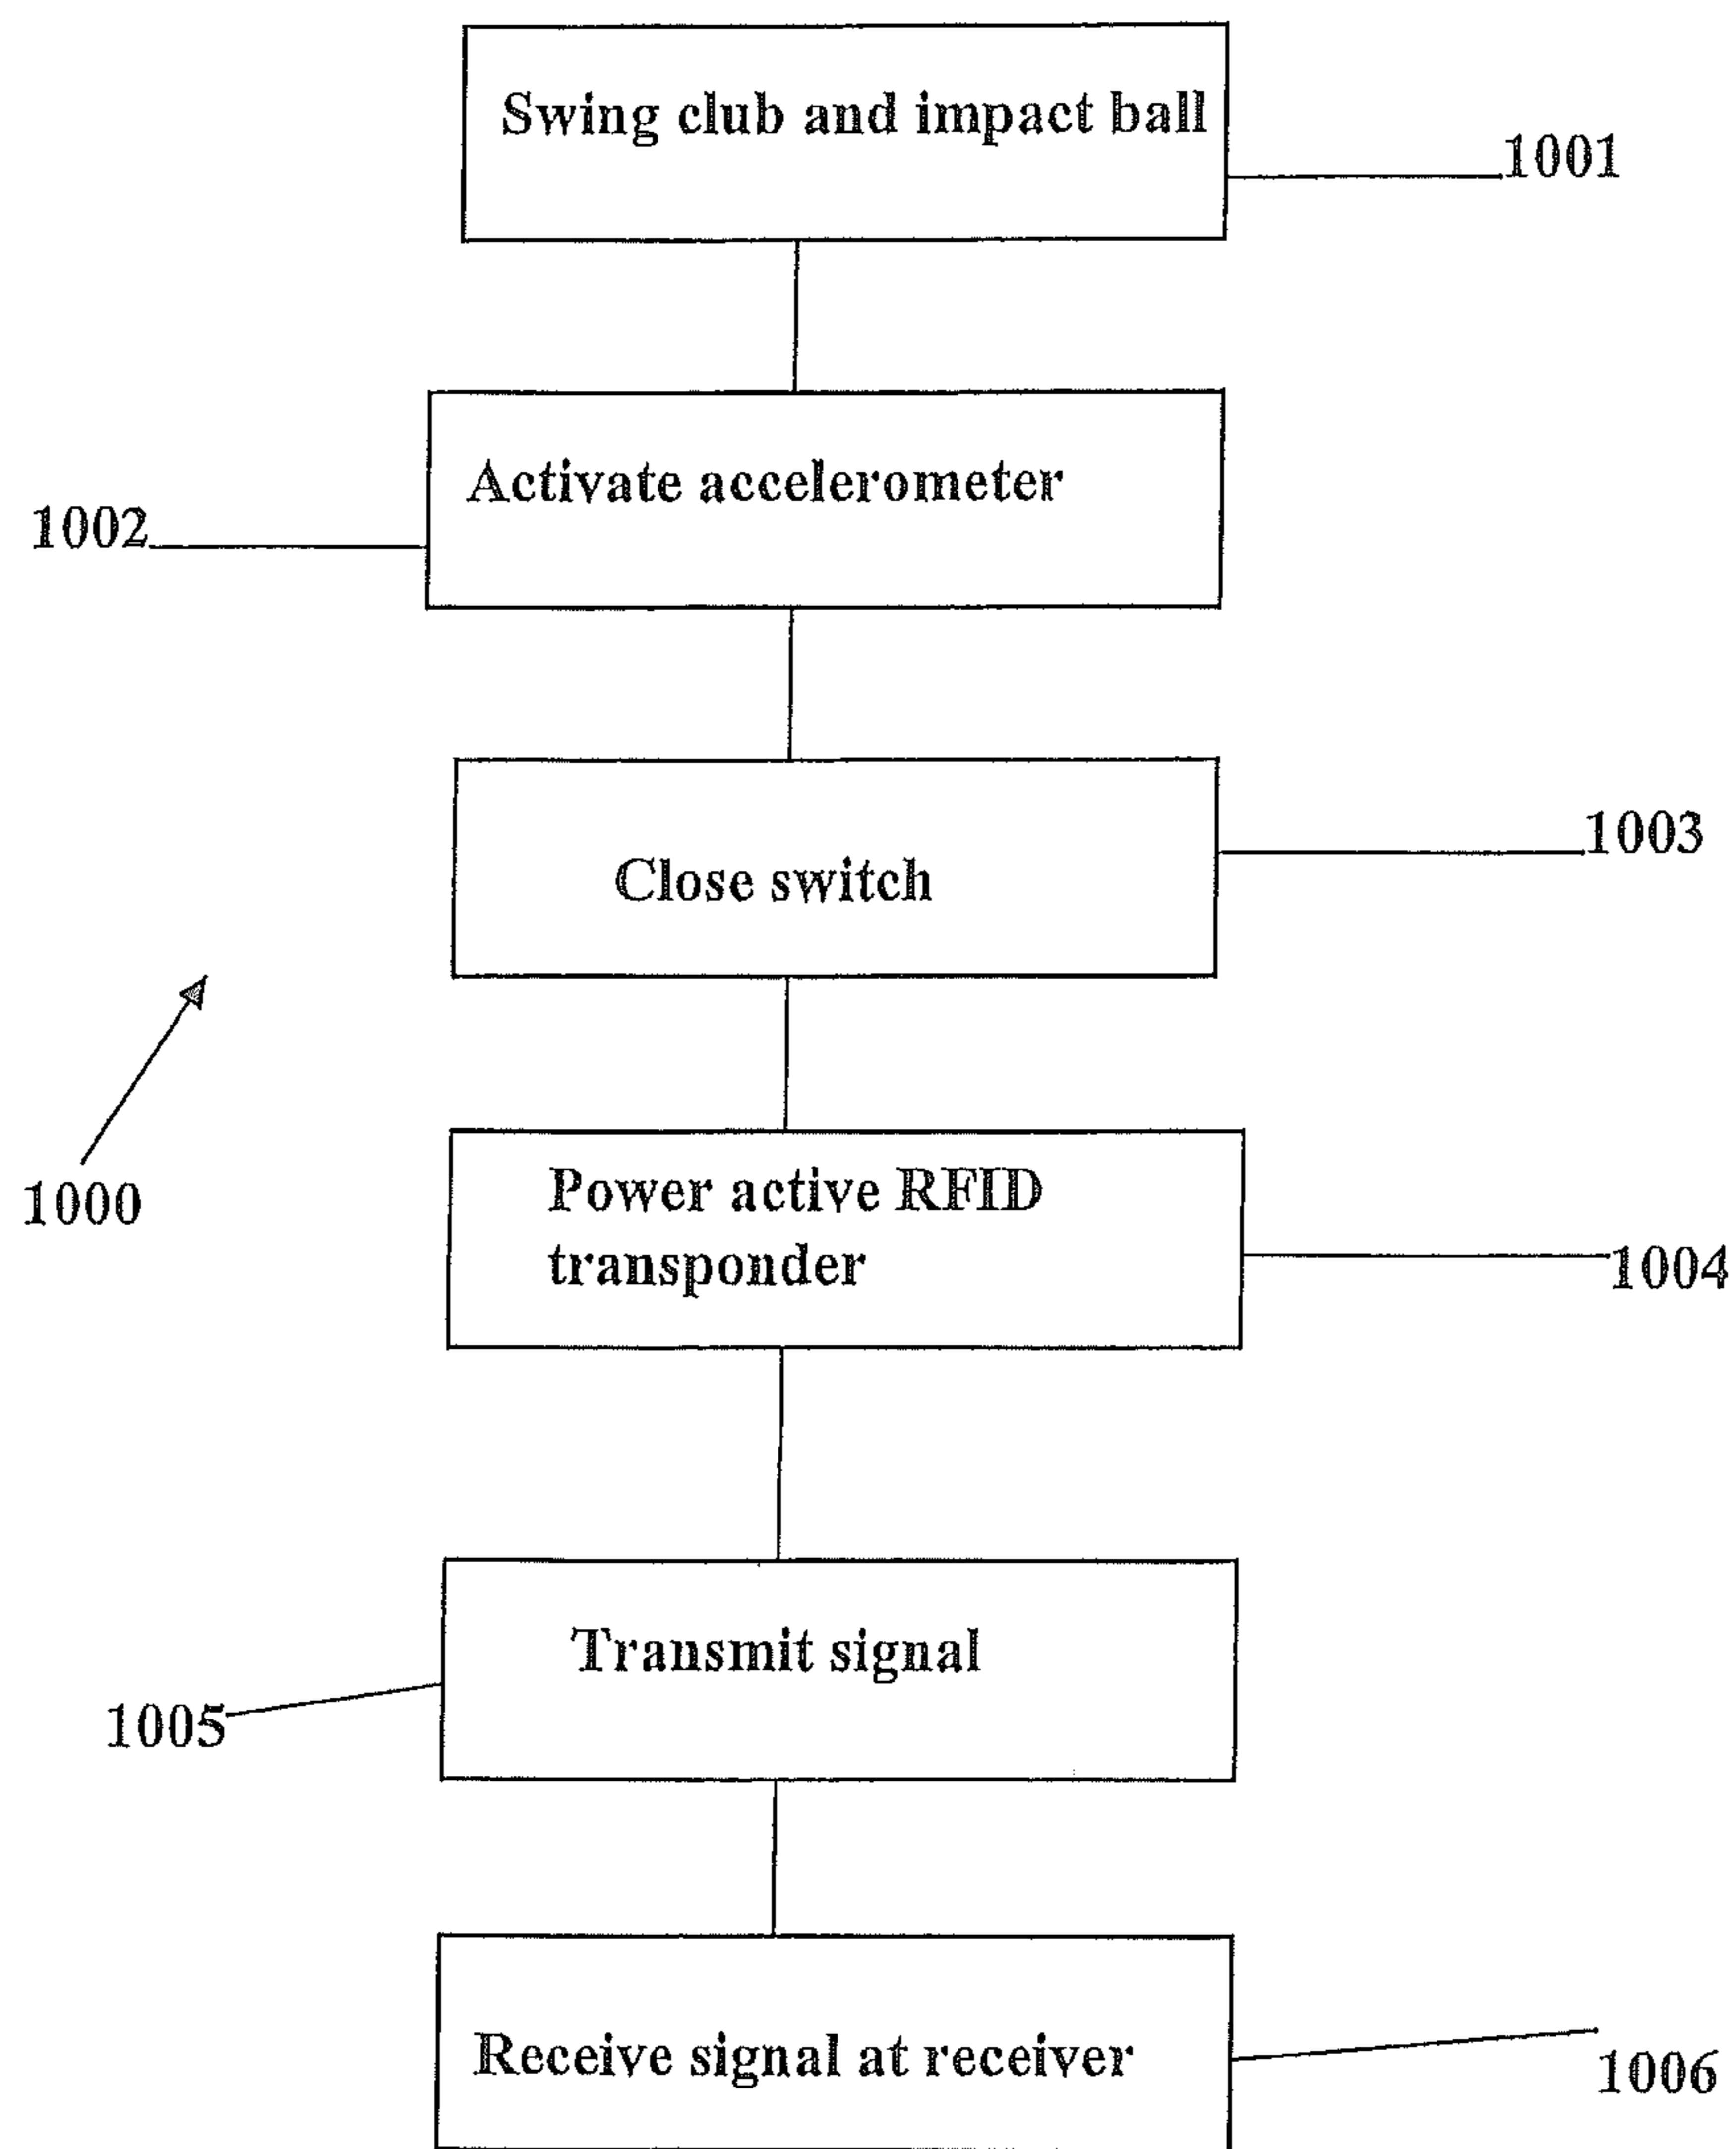 Swing club and impact ball
1001
Activate accelerometer
1002
1003
Close switch
1000
Power active RFID
transponder
1004
Transmit signal
1005
Receive signal at receiver
1006